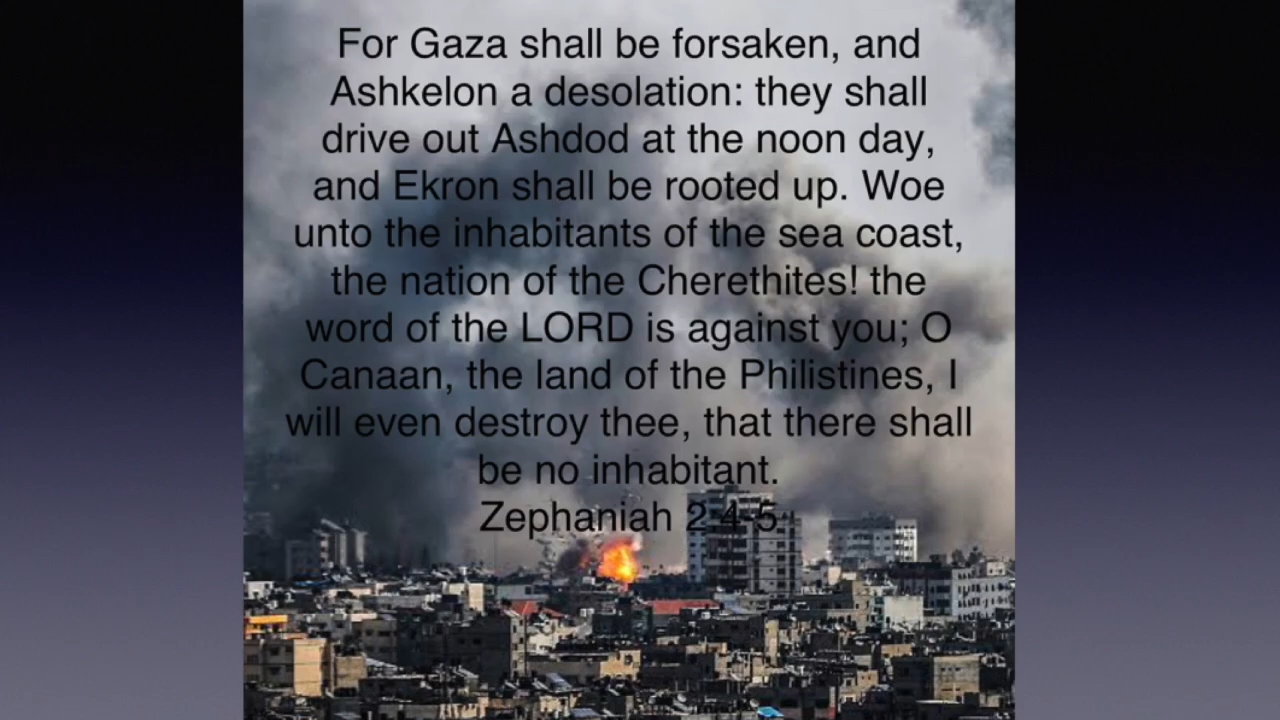 For Gaza shall be forsaken, and
Ashkelon a desolation: they shall
drive out Ashdod at the noon day,
and Ekron shall be rooted up. Woe
unto the inhabitants of the sea coast,
the nation of the Cherethites! the
word of the LORD is against you; O
Canaan, the land of the Philistines, I
will even destroy thee, that there shall
be no inhabitant.
Zephaniah 2:4-5